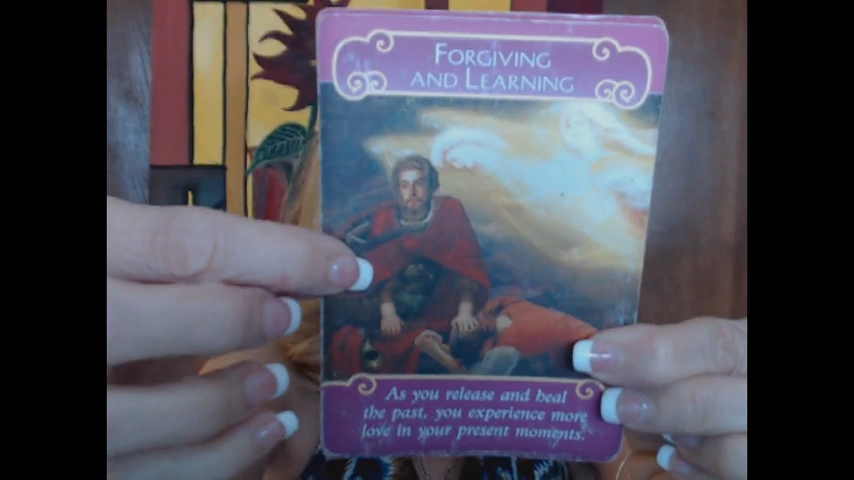 FORGIVING
AND LEARNING
As you release and heal
the past, you experience more
love in your present moments.